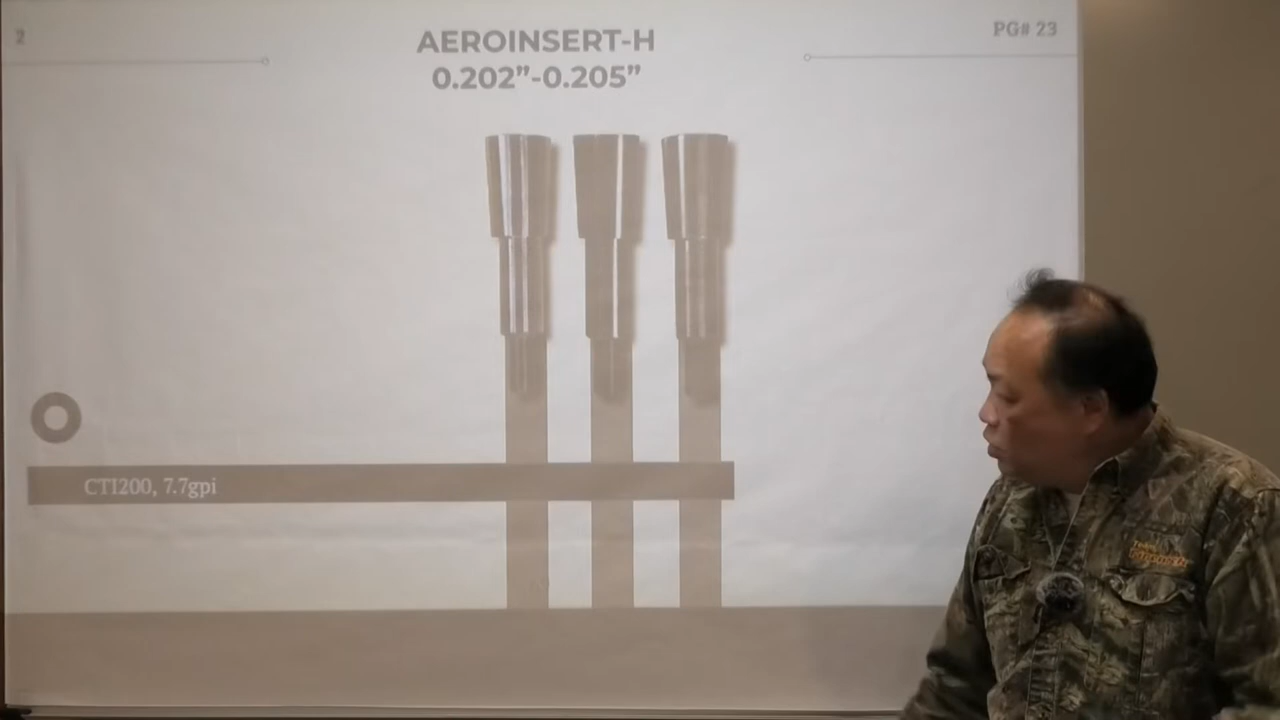 2
AEROINSERT-H
0.202”-0.205”
PG# 23
CTI200, 7.7gpi